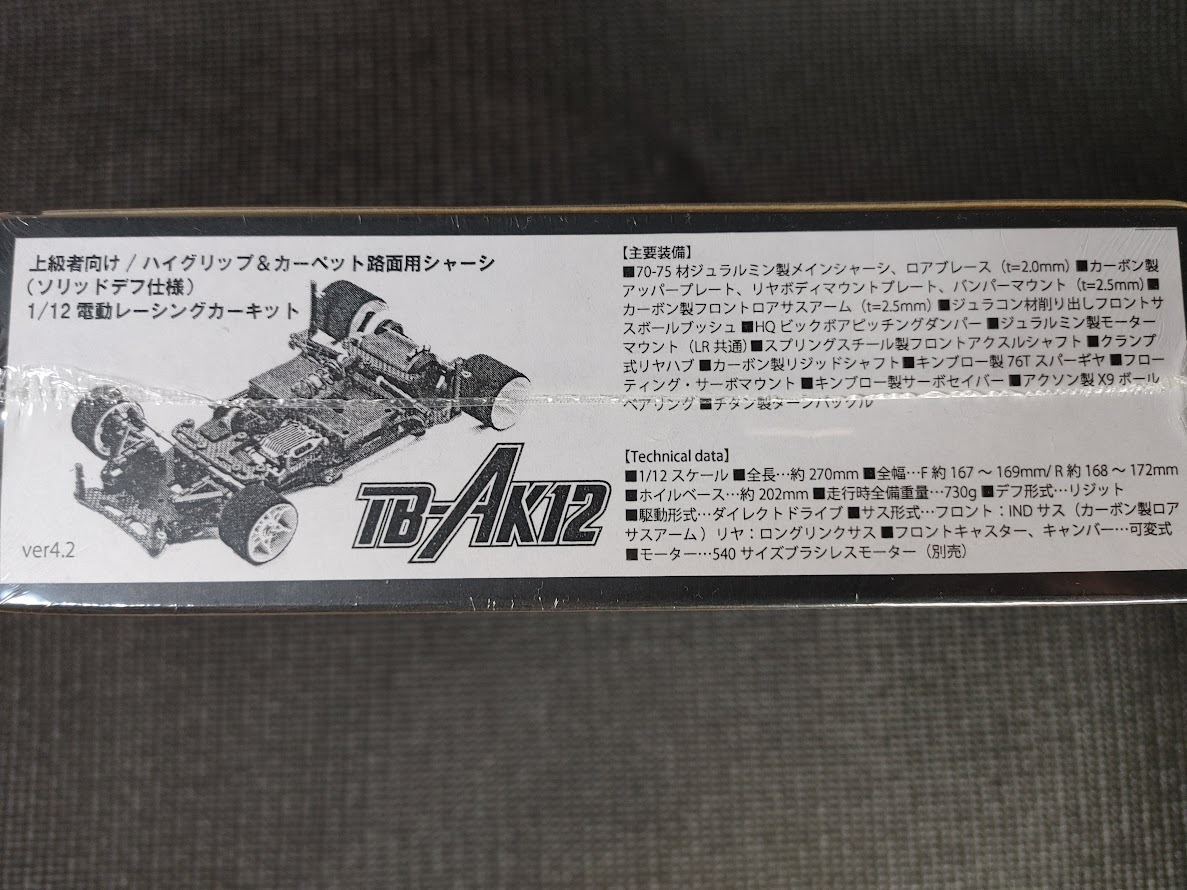 上級者向け / ハイグリップ＆カーペット路面用シャーシ
（ソリッドデフ仕様）
1/12 電動レーシングカーキット
TB-AK12
ver4.2
【主要装備】
■70-75 材ジュラルミン製メインシャーシ、ロアブレース（t=2.0mm）■カーボン製
アッパープレート、リヤボディマウントプレート、バンパーマウント（t=2.5mm）■
カーボン製フロントロアサスアーム（t=2.5mm）■ジュラコン材削り出しフロントサ
スボールブッシュ ■HQ ビックボアピッチングダンパー ■ジュラルミン製モーター
マウント（LR 共通）■スプリングスチール製フロントアクスルシャフト ■クランプ
式リヤハブ ■カーボン製リジッドシャフト■キンブロー製 76T スパーギヤ ■フロー
ティング・サーボマウント ■キンブロー製サーボセイバー ■アクソン製 X9 ボール
ベアリング ■チタン製ターンバックル
【Technical data】
■1/12 スケール ■全長…約 270mm ■全幅…F 約 167 ～ 169mm/ R 約 168 ～ 172mm
■ホイルベース…約 202mm ■走行時全備重量…730g ■デフ形式…リジット
■駆動形式…ダイレクトドライブ ■サス形式…フロント：IND サス（カーボン製ロア
サスアーム）リヤ：ロングリンクサス ■フロントキャスター、キャンバー…可変式
■モーター…540 サイズブラシレスモーター（別売）